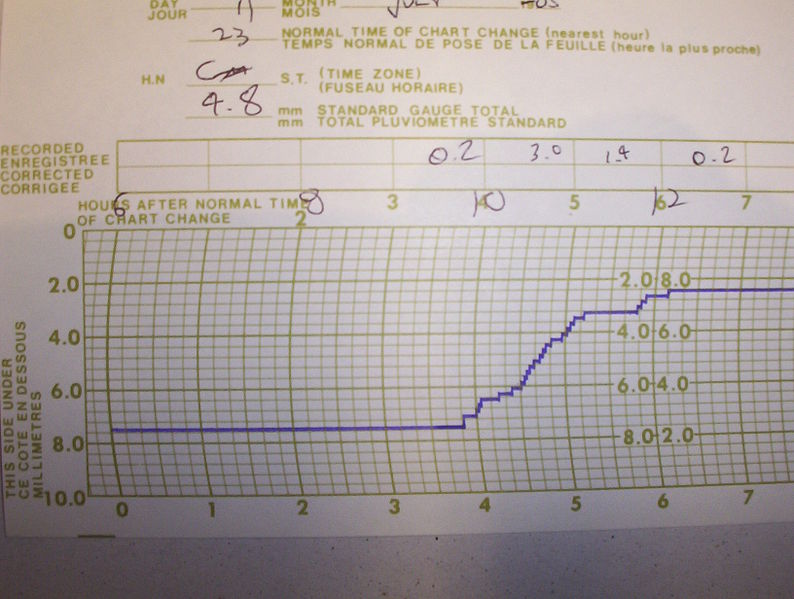 DAY 11 MONTH JULY
JOUR MOIS
23 NORMAL TIME OF CHART CHANGE (nearest hour)
TEMPS NORMAL DE POSE DE LA FEUILLE (heure la plus proche)
H.N S.T. (TIME ZONE)
(FUSEAU HORAIRE)
4.8 mm STANDARD GAUGE TOTAL
mm TOTAL PLUVIOMETRE STANDARD
RECORDED
ENREGISTREE 0.2 3.0 1.4 0.2
CORRECTED
CORRIGEE
HOURS AFTER NORMAL TIME
OF CHART CHANGE
6 2 8 3 4 10 5 6 12 7
0
2.0 2.0 8.0
4.0 4.0 6.0
6.0 6.0 4.0
8.0 8.0 2.0
10.0
0 1 2 3 4 5 6 7
THIS SIDE UNDER
CE COTE EN DESSOUS
MILLIMETRES